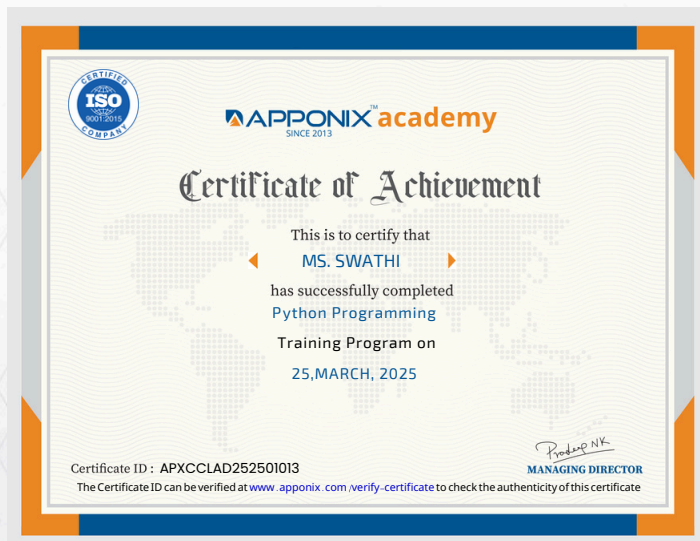 CERTIFIED
ISO
9001:2015
COMPANY
APPONIX™ academy
SINCE 2013
Certificate of Achievement
This is to certify that
MS. SWATHI
has successfully completed
Python Programming
Training Program on
25,MARCH, 2025
Pradeep NK
Certificate ID : APXCCLAD252501013
MANAGING DIRECTOR
The Certificate ID can be verified at www.apponix.com/verify-certificate to check the authenticity of this certificate